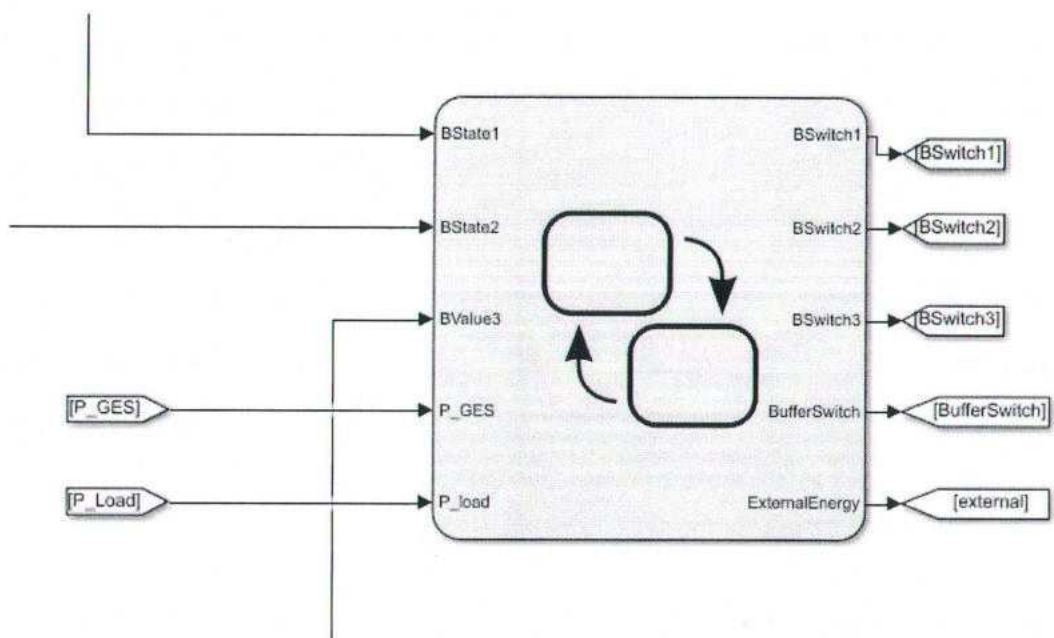 BState1
BSwitch1
[BSwitch1]
BState2
BSwitch2
[BSwitch2]
BValue3
BSwitch3
[BSwitch3]
[P_GES]
P_GES
BufferSwitch
[BufferSwitch]
[P_Load]
P_load
ExternalEnergy
[external]